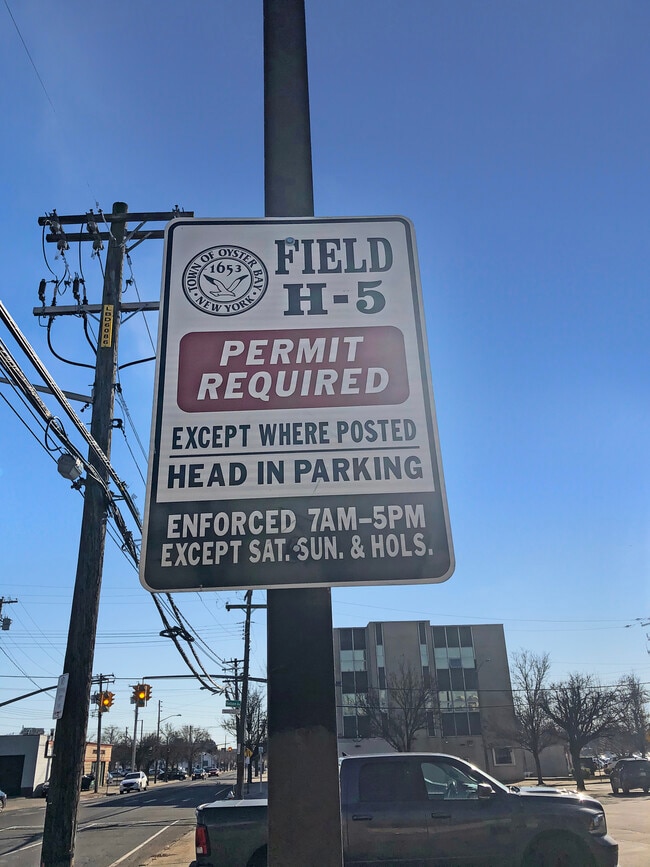 TOWN OF OYSTER BAY
1653
NEW YORK
FIELD
H-5
PERMIT
REQUIRED
EXCEPT WHERE POSTED
HEAD IN PARKING
ENFORCED 7AM–5PM
EXCEPT SAT. SUN. & HOLS.